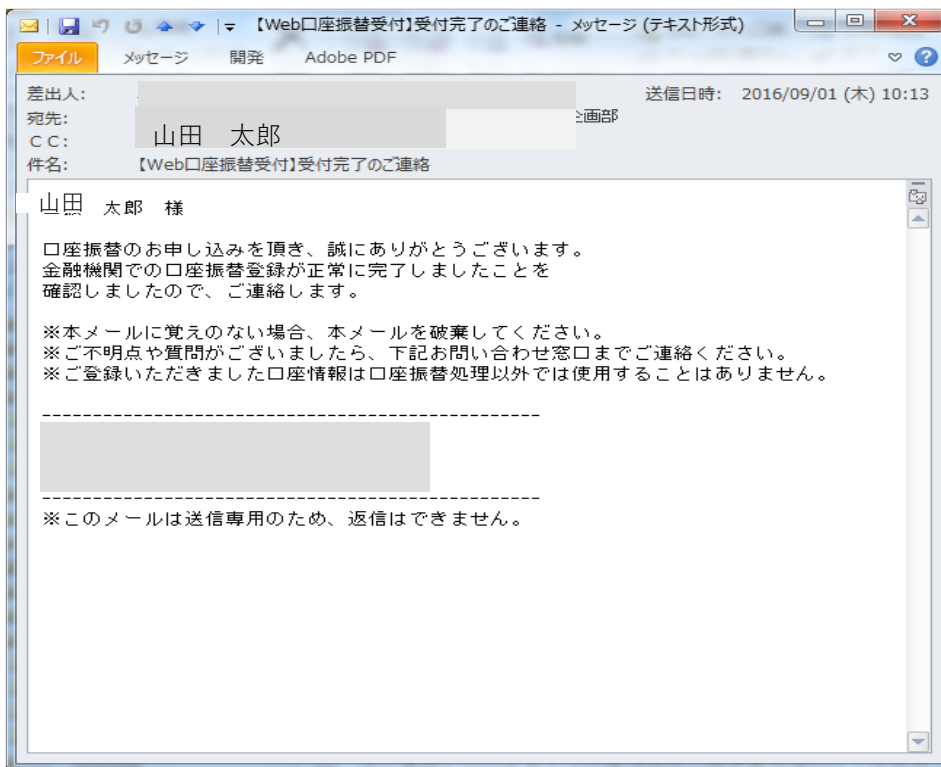 【Web口座振替受付】受付完了のご連絡 - メッセージ (テキスト形式)
ファイル メッセージ 開発 Adobe PDF
差出人: 送信日時: 2016/09/01 (木) 10:13
宛先: 画部
CC: 山田 太郎
件名: 【Web口座振替受付】受付完了のご連絡
山田 太郎 様
口座振替のお申し込みを頂き、誠にありがとうございます。
金融機関での口座振替登録が正常に完了しましたことを
確認しましたので、ご連絡します。
※本メールに覚えのない場合、本メールを破棄してください。
※ご不明点や質問がございましたら、下記お問い合わせ窓口までご連絡ください。
※ご登録いただきました口座情報は口座振替処理以外では使用することはありません。
--------------------------------------------------
--------------------------------------------------
※このメールは送信専用のため、返信はできません。